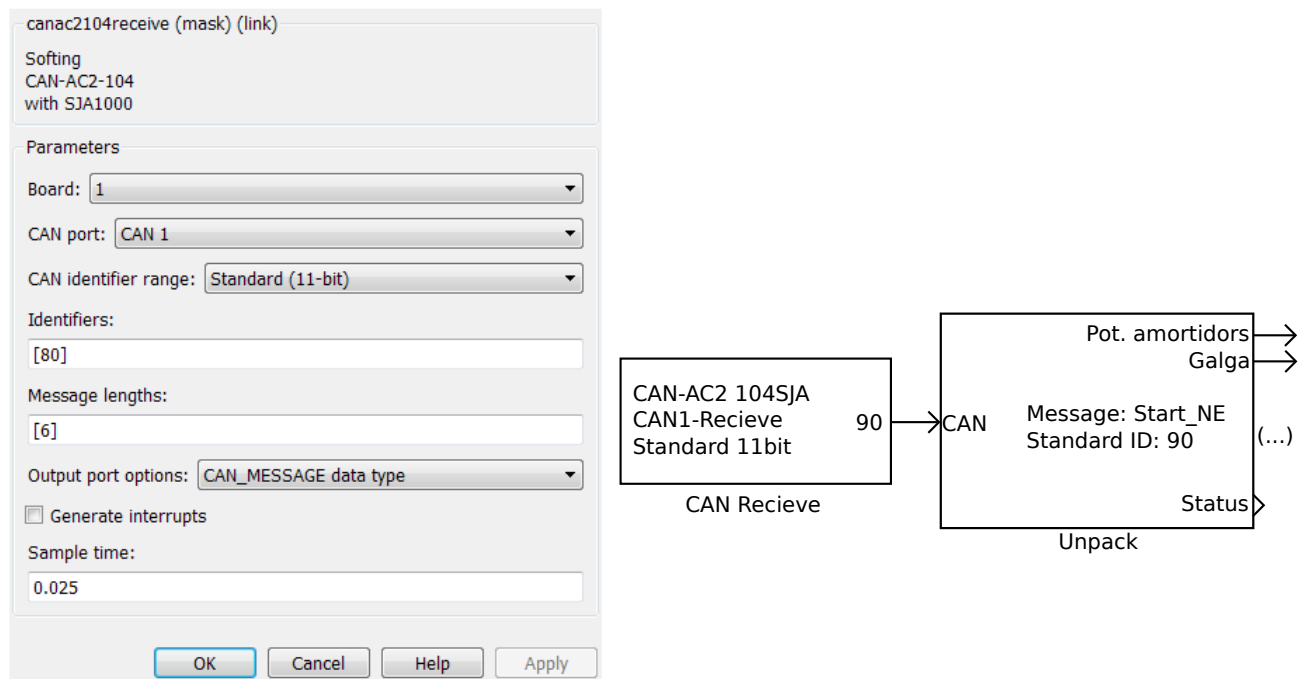 canac2104receive (mask) (link)
Softing
CAN-AC2-104
with SJA1000
Parameters
Board: 1
CAN port: CAN 1
CAN identifier range: Standard (11-bit)
Identifiers:
[80]
Message lengths:
[6]
Output port options: CAN_MESSAGE data type
Generate interrupts
Sample time:
0.025
OK Cancel Help Apply
CAN-AC2 104SJA
CAN1-Recieve 90
Standard 11bit
CAN Recieve
Pot. amortidors
Galga
CAN Message: Start_NE
Standard ID: 90
(...)
Status
Unpack